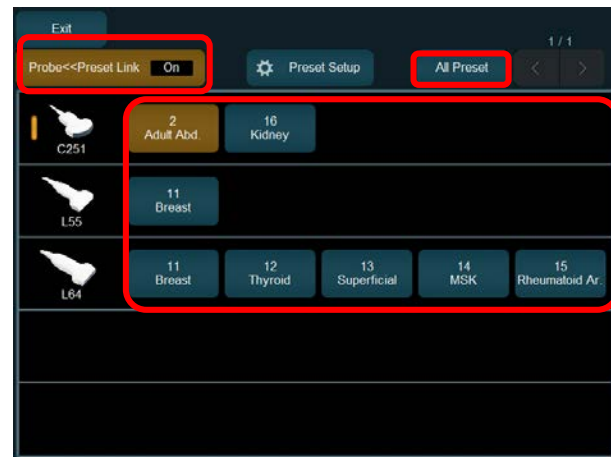 Exit
1 / 1
Probe<<Preset Link On
Preset Setup
All Preset
< >
C251
2
Adult Abd.
16
Kidney
L55
11
Breast
L64
11
Breast
12
Thyroid
13
Superficial
14
MSK
15
Rheumatoid Ar.